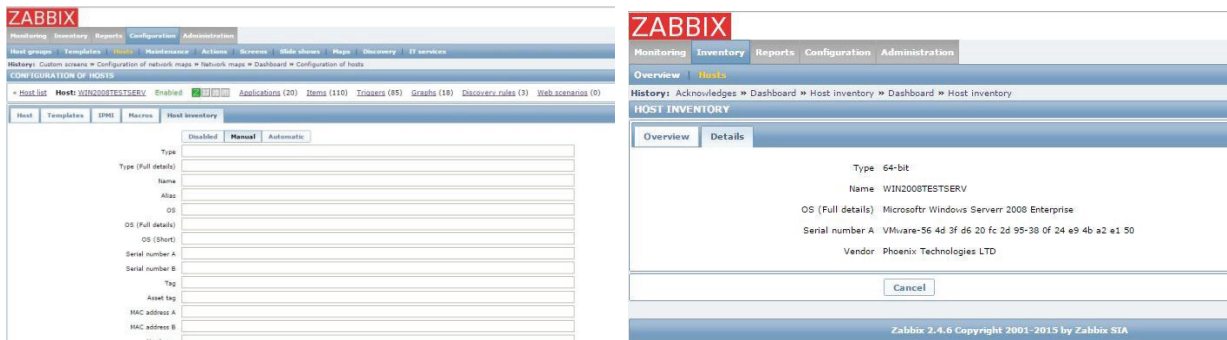 ZABBIX
Monitoring Inventory Reports Configuration Administration
Host groups Templates Hosts Maintenance Actions Screens Slide shows Maps Discovery IT services
History: Custom screens » Configuration of network maps » Network maps » Dashboard » Configuration of hosts
CONFIGURATION OF HOSTS
« Host list Host: WIN2008TESTSERV Enabled Applications (20) Items (110) Triggers (85) Graphs (18) Discovery rules (3) Web scenarios (0)
Host Templates IPMI Macros Host inventory
Disabled Manual Automatic
Type
Type (Full details)
Name
Alias
OS
OS (Full details)
OS (Short)
Serial number A
Serial number B
Tag
Asset tag
MAC address A
MAC address B
ZABBIX
Monitoring Inventory Reports Configuration Administration
Overview Hosts
History: Acknowledges » Dashboard » Host inventory » Dashboard » Host inventory
HOST INVENTORY
Overview Details
Type 64-bit
Name WIN2008TESTSERV
OS (Full details) Microsoftr Windows Serverr 2008 Enterprise
Serial number A VMware-56 4d 3f d6 20 fc 2d 95-38 0f 24 e9 4b a2 e1 50
Vendor Phoenix Technologies LTD
Cancel
Zabbix 2.4.6 Copyright 2001-2015 by Zabbix SIA